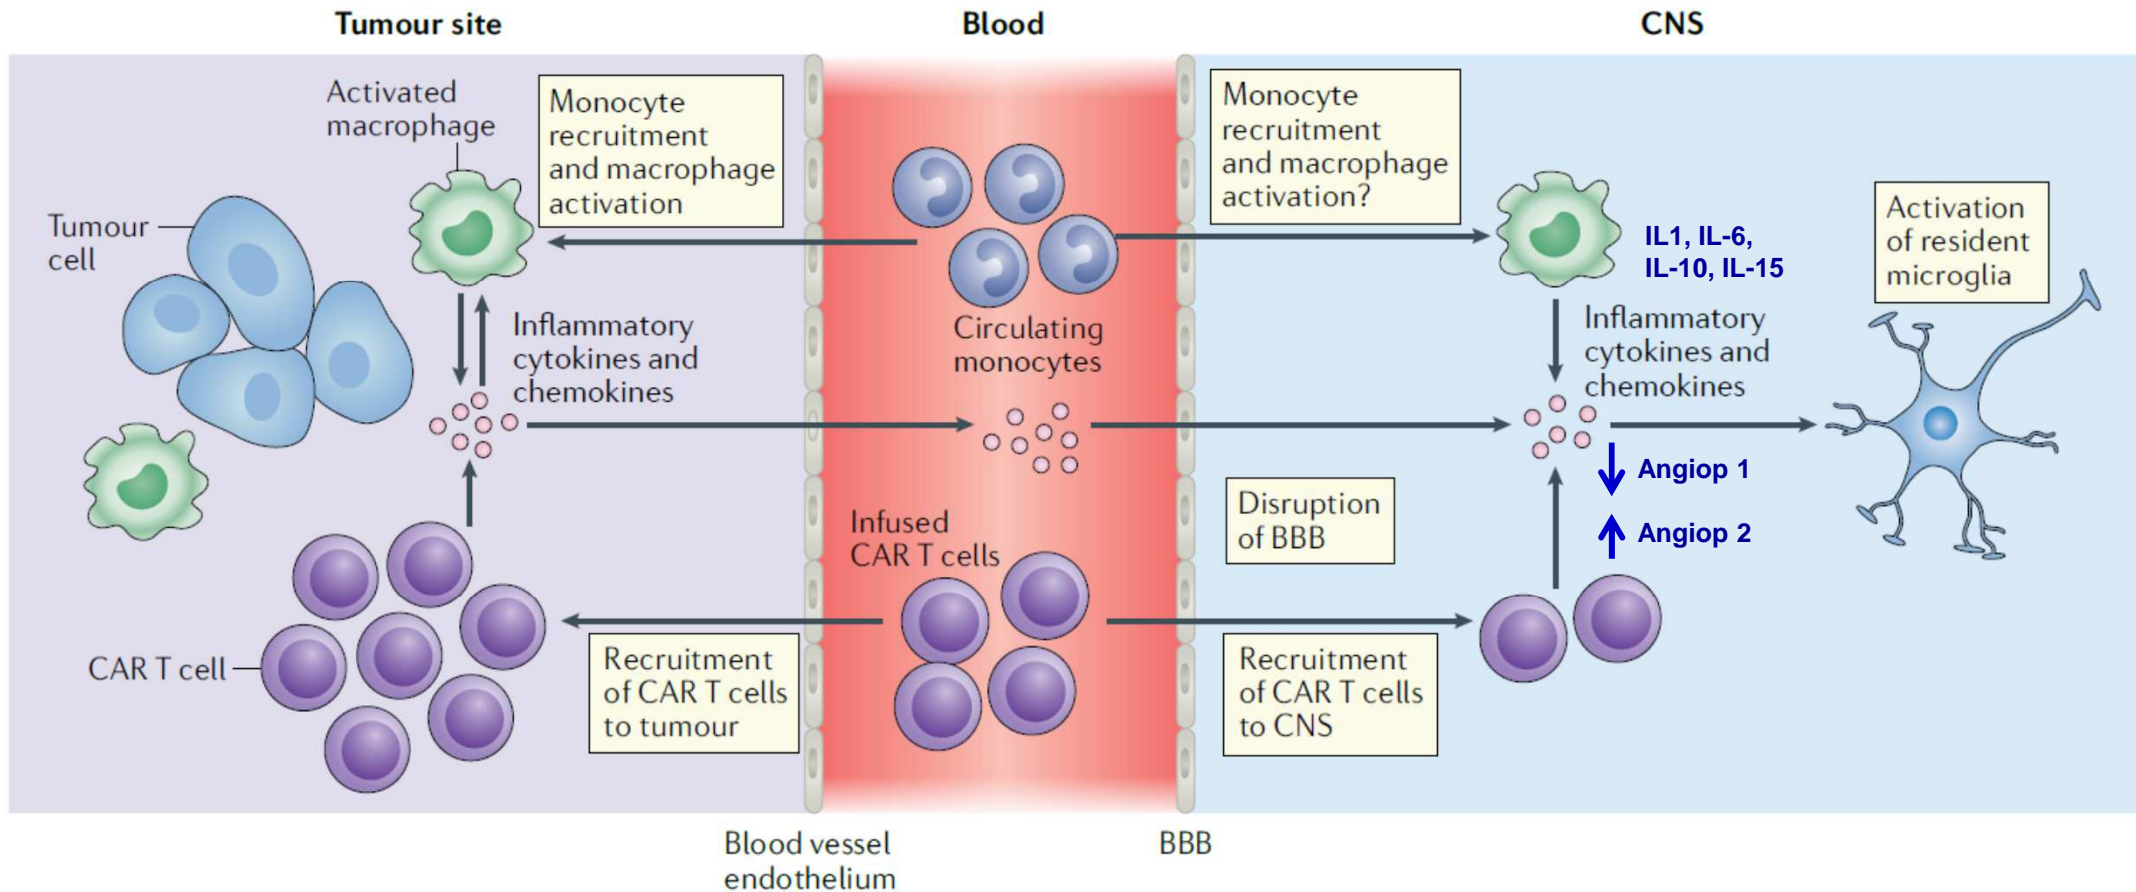 Tumour site
Blood
CNS
Activated
macrophage
Monocyte
recruitment
and macrophage
activation
Tumour
cell
Inflammatory
cytokines and
chemokines
CAR T cell
Recruitment
of CAR T cells
to tumour
Circulating
monocytes
Infused
CAR T cells
Monocyte
recruitment
and macrophage
activation?
IL1, IL-6,
IL-10, IL-15
Activation
of resident
microglia
Inflammatory
cytokines and
chemokines
Angiop 1
Angiop 2
Disruption
of BBB
Recruitment
of CAR T cells
to CNS
Blood vessel
endothelium
BBB